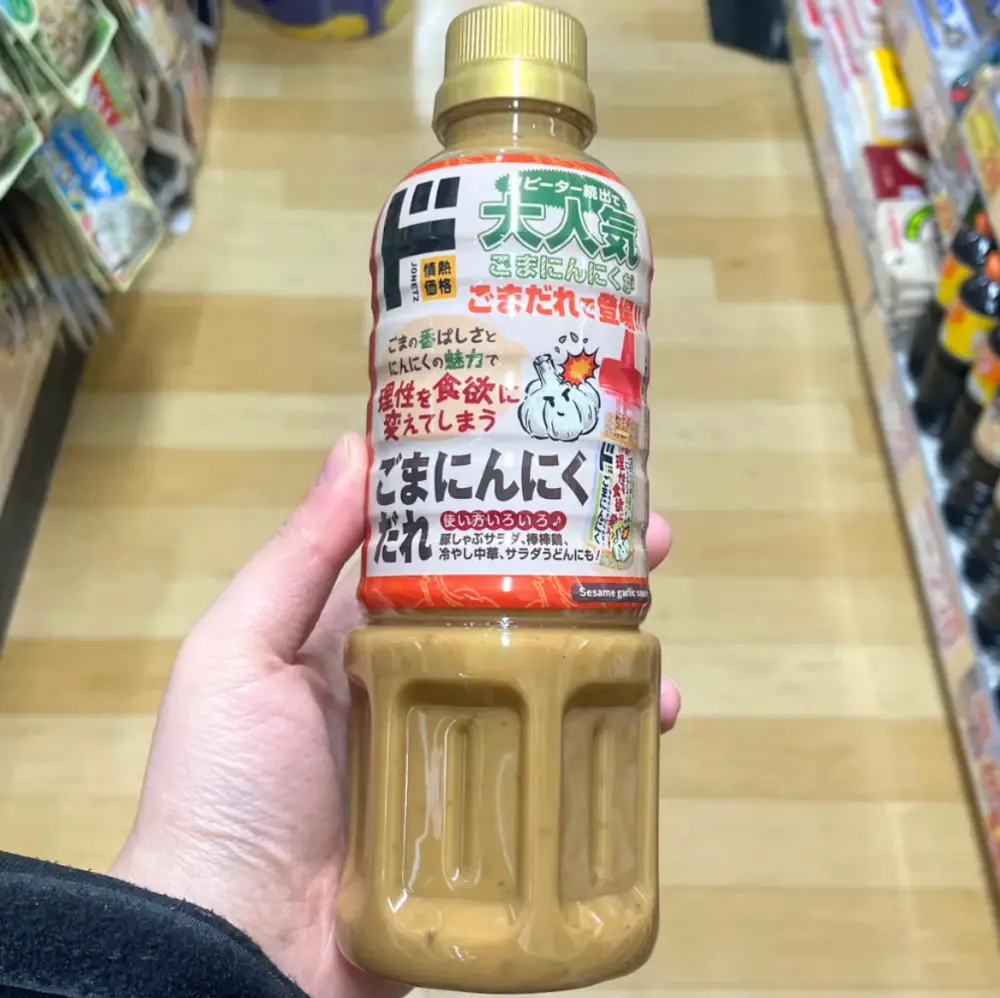 リピーター続出で
大人気
ごまにんにくが
ごまだれで登場!!
ド
JONETZ
情熱
価格
ごまの香ばしさと
にんにくの魅力で
理性を食欲に
変えてしまう
ごまにんにく
だれ
使い方いろいろ♪
豚しゃぶサラダ、棒棒鶏、
冷やし中華、サラダうどんにも!
Sesame garlic sauce